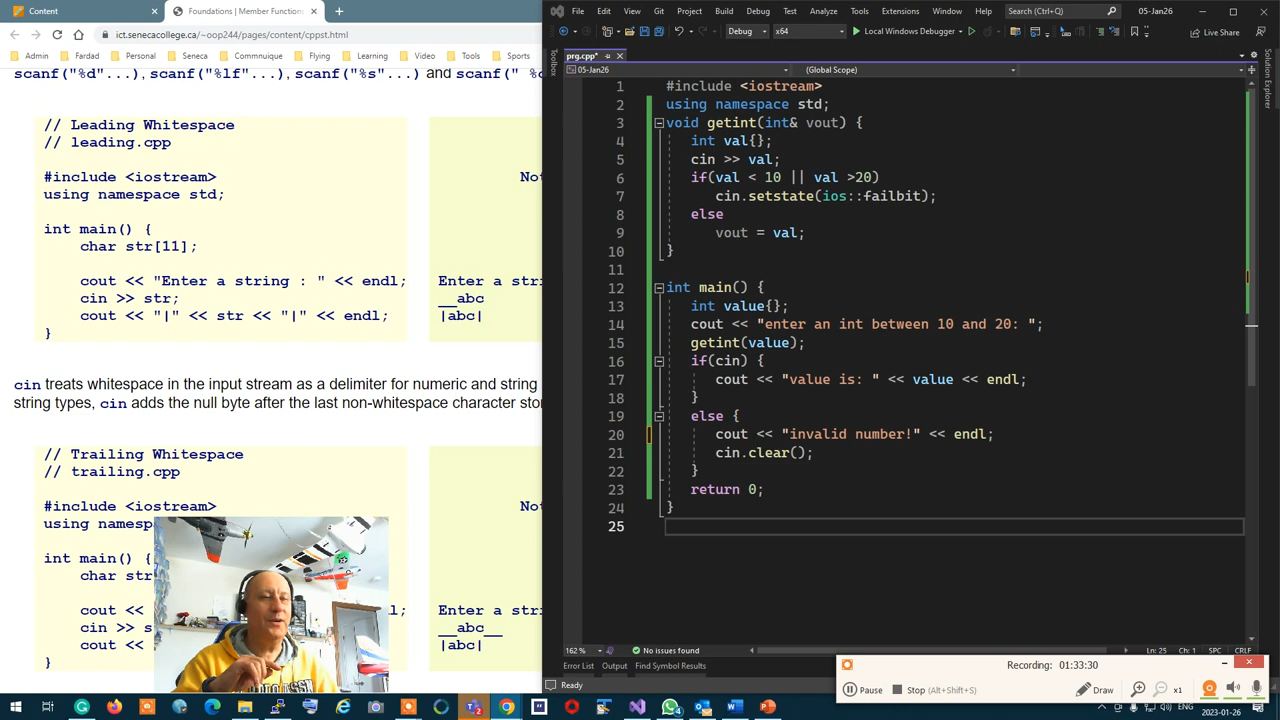 Content
Foundations | Member Function
File Edit View Git Project Build Debug Test Analyze Tools Extensions Window Help Search (Ctrl+Q) 05-Jan26
ict.senecacollege.ca/~oop244/pages/content/cppst.html
Debug x64 Local Windows Debugger Live Share
Admin Fardad Personal Seneca Commnuique Flying Learning Video Tools Sports
prg.cpp*
05-Jan26 (Global Scope)
Toolbox
Solution Explorer
scanf("%d"...), scanf("%lf"...), scanf("%s"...) and scanf(" %c
// Leading Whitespace
// leading.cpp
#include <iostream> Not
using namespace std;
int main() {
char str[11];
cout << "Enter a string : " << endl; Enter a stri
cin >> str; __abc
cout << "|" << str << "|" << endl; |abc|
}
cin treats whitespace in the input stream as a delimiter for numeric and string
string types, cin adds the null byte after the last non-whitespace character stor
// Trailing Whitespace
// trailing.cpp
#include <iostream> Not
using namesp
int main() {
char str
cout << l; Enter a stri
cin >> s __abc__
cout << |abc|
}
1 #include <iostream>
2 using namespace std;
3 void getint(int& vout) {
4 int val{};
5 cin >> val;
6 if(val < 10 || val >20)
7 cin.setstate(ios::failbit);
8 else
9 vout = val;
10 }
11
12 int main() {
13 int value{};
14 cout << "enter an int between 10 and 20: ";
15 getint(value);
16 if(cin) {
17 cout << "value is: " << value << endl;
18 }
19 else {
20 cout << "invalid number!" << endl;
21 cin.clear();
22 }
23 return 0;
24 }
25
162 % No issues found Ln: 25 Ch: 1 SPC CRLF
Error List Output Find Symbol Results
Ready
Recording: 01:33:30
Pause Stop (Alt+Shift+S) Draw x1
ENG 2023-01-26